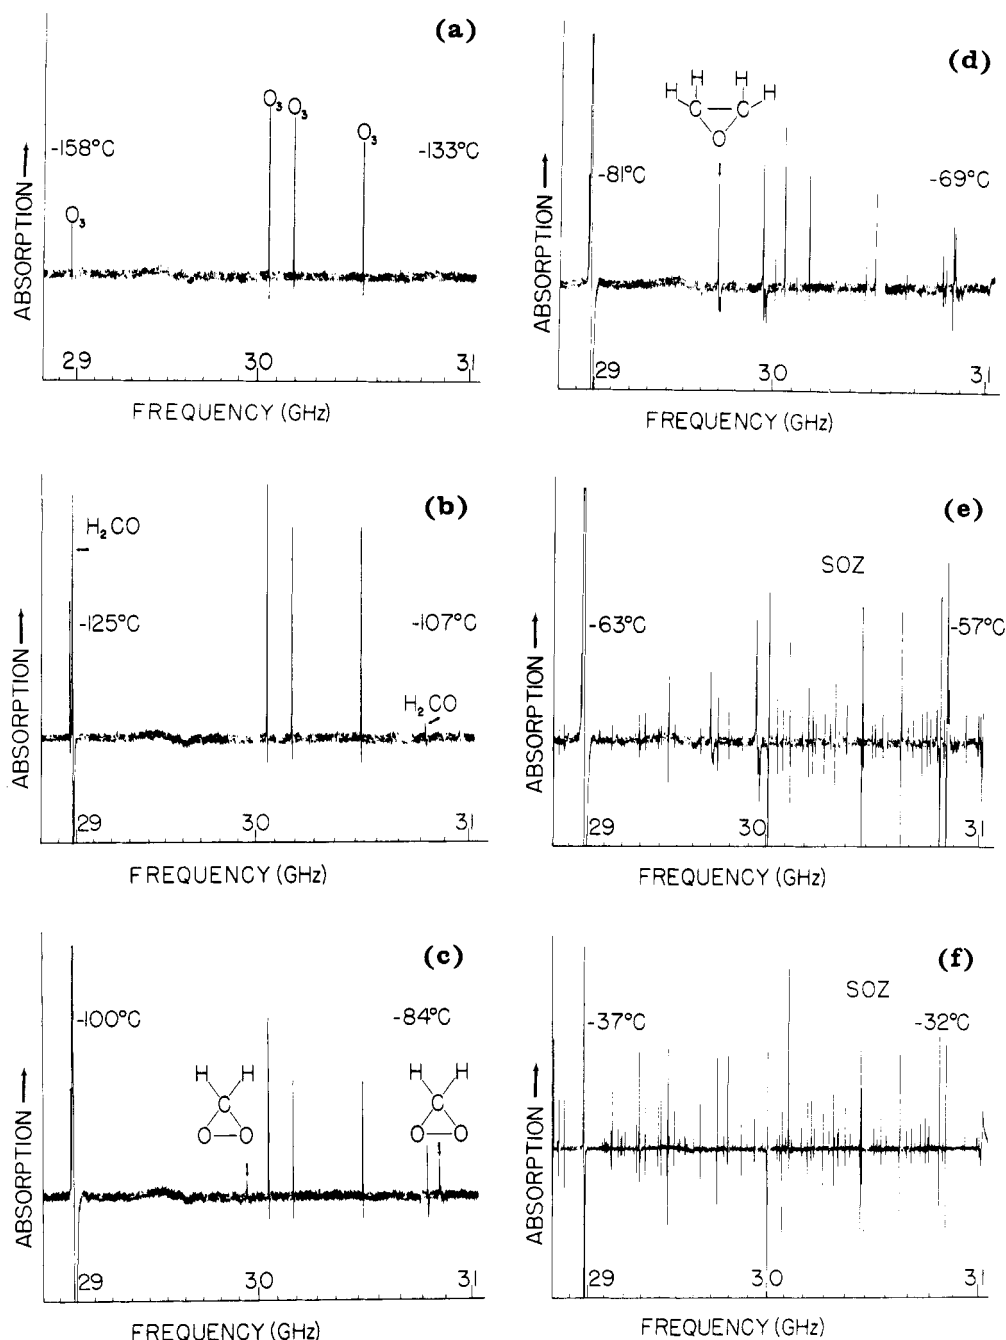 (a)
O₃ O₃
O₃
-158°C
-133°C
O₃
ABSORPTION →
29 30 31
FREQUENCY (GHz)
(b)
H₂CO
-125°C
-107°C
H₂CO
ABSORPTION →
29 30 31
FREQUENCY (GHz)
(c)
-100°C
-84°C
H H
C
O O
H H
C
O O
ABSORPTION →
29 30 31
FREQUENCY (GHz)
(d)
H H
H C C H
O
-81°C
-69°C
ABSORPTION →
29 30 31
FREQUENCY (GHz)
(e)
SOZ
-63°C
-57°C
ABSORPTION →
29 30 31
FREQUENCY (GHz)
(f)
SOZ
-37°C
-32°C
ABSORPTION →
29 30 31
FREQUENCY (GHz)